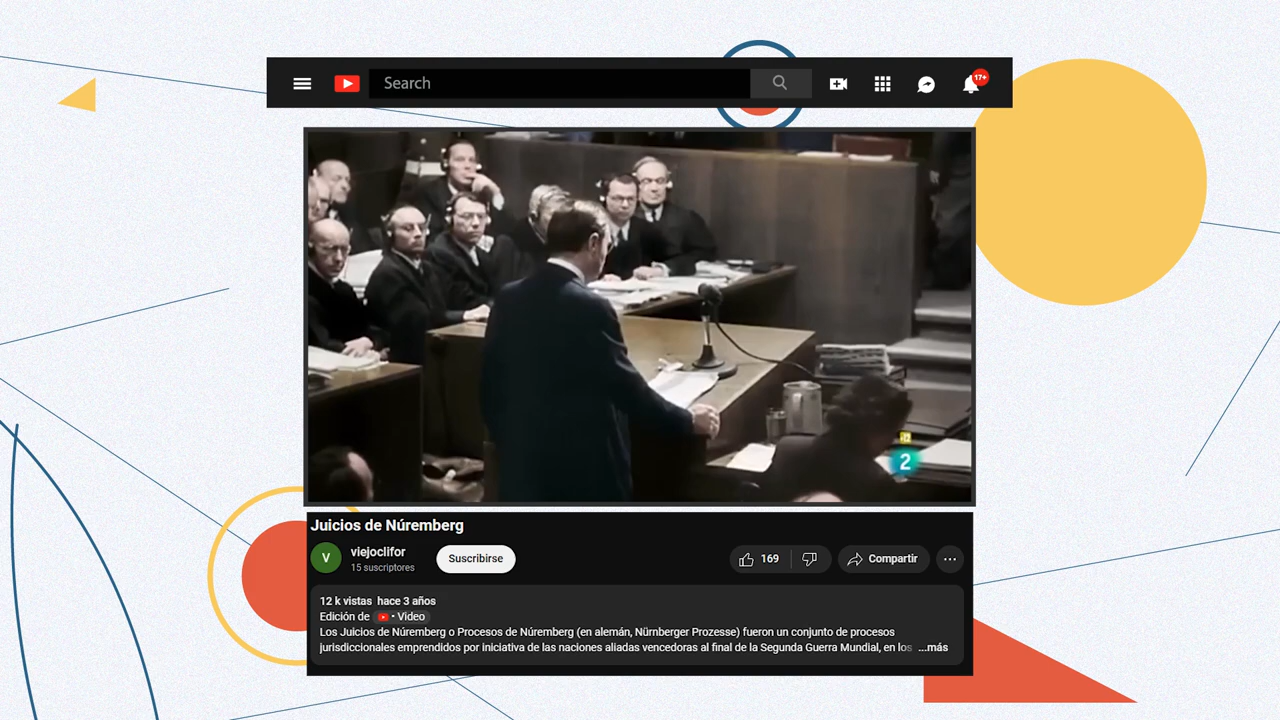 Search
17+
+12
2
Juicios de Núremberg
V
viejoclifor
15 suscriptores
Suscribirse
169
Compartir
12 k vistas hace 3 años
Edición de • Video
Los Juicios de Núremberg o Procesos de Núremberg (en alemán, Nürnberger Prozesse) fueron un conjunto de procesos
jurisdiccionales emprendidos por iniciativa de las naciones aliadas vencedoras al final de la Segunda Guerra Mundial, en los ...más